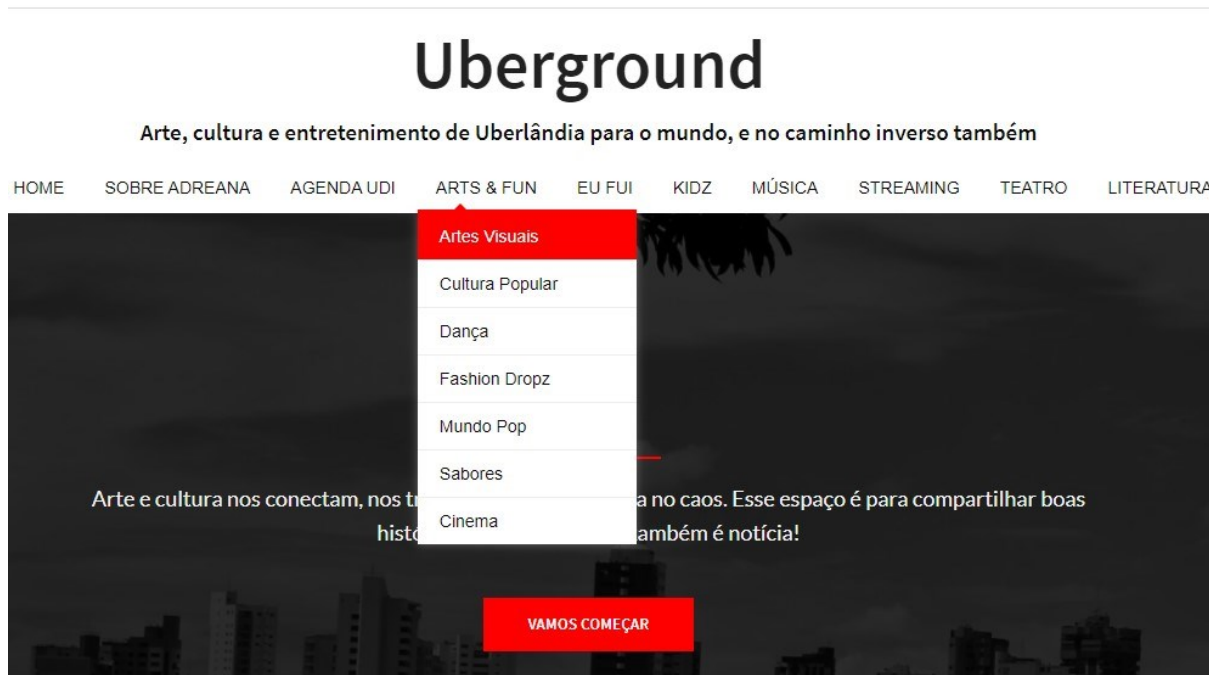 Uberground
Arte, cultura e entretenimento de Uberlândia para o mundo, e no caminho inverso também
HOME SOBRE ADREANA AGENDA UDI ARTS & FUN EU FUI KIDZ MÚSICA STREAMING TEATRO LITERATURA
Artes Visuais
Cultura Popular
Dança
Fashion Dropz
Mundo Pop
Sabores
Cinema
Arte e cultura nos conectam, nos no caos. Esse espaço é para compartilhar boas
também é notícia!
VAMOS COMEÇAR